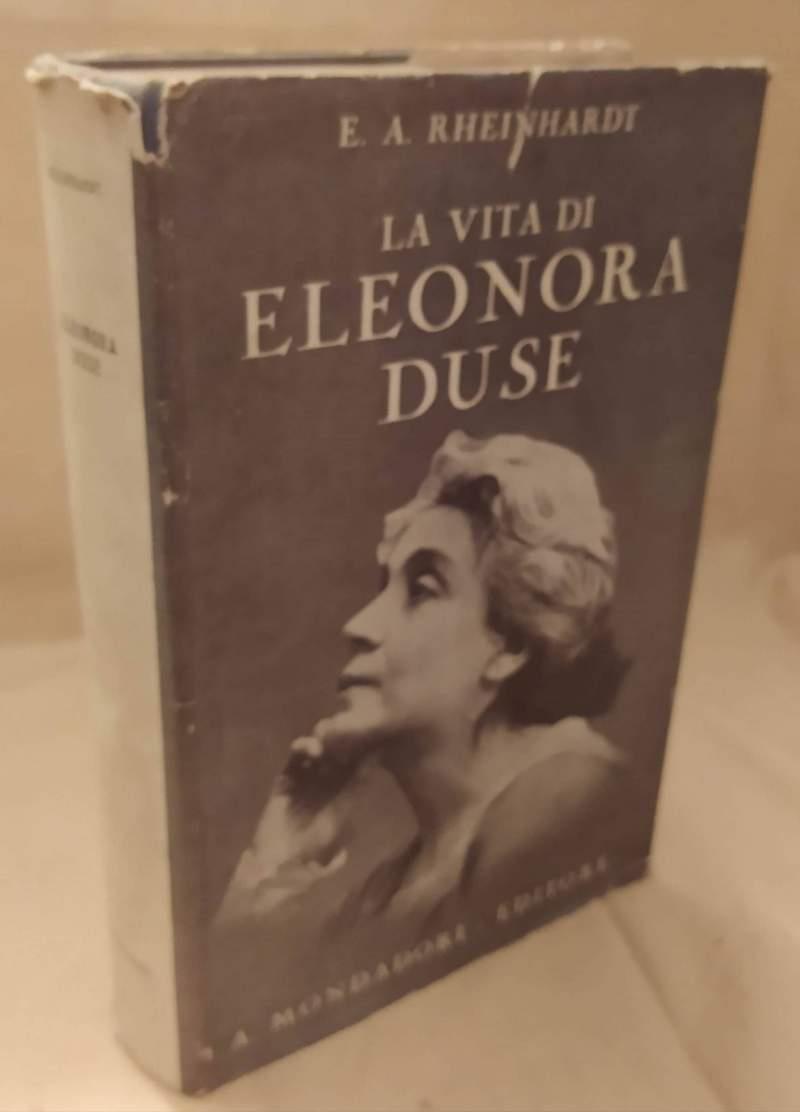 E. A. RHEINHARDT
LA VITA DI
ELEONORA
DUSE
A. MONDADORI EDITORE
ELEONORA
DUSE